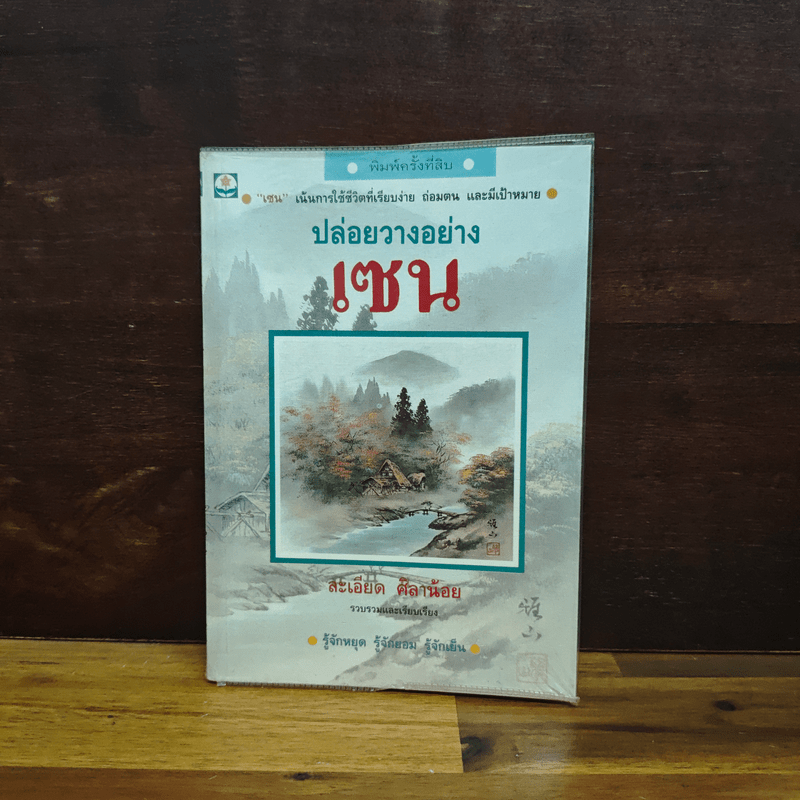 พิมพ์ครั้งที่สิบ
"เซน" เน้นการใช้ชีวิตที่เรียบง่าย ถ่อมตน และมีเป้าหมาย
ปล่อยวางอย่าง
เซน
สะเอียด ศิลาน้อย
รวบรวมและเรียบเรียง
รู้จักหยุด รู้จักยอม รู้จักเย็น